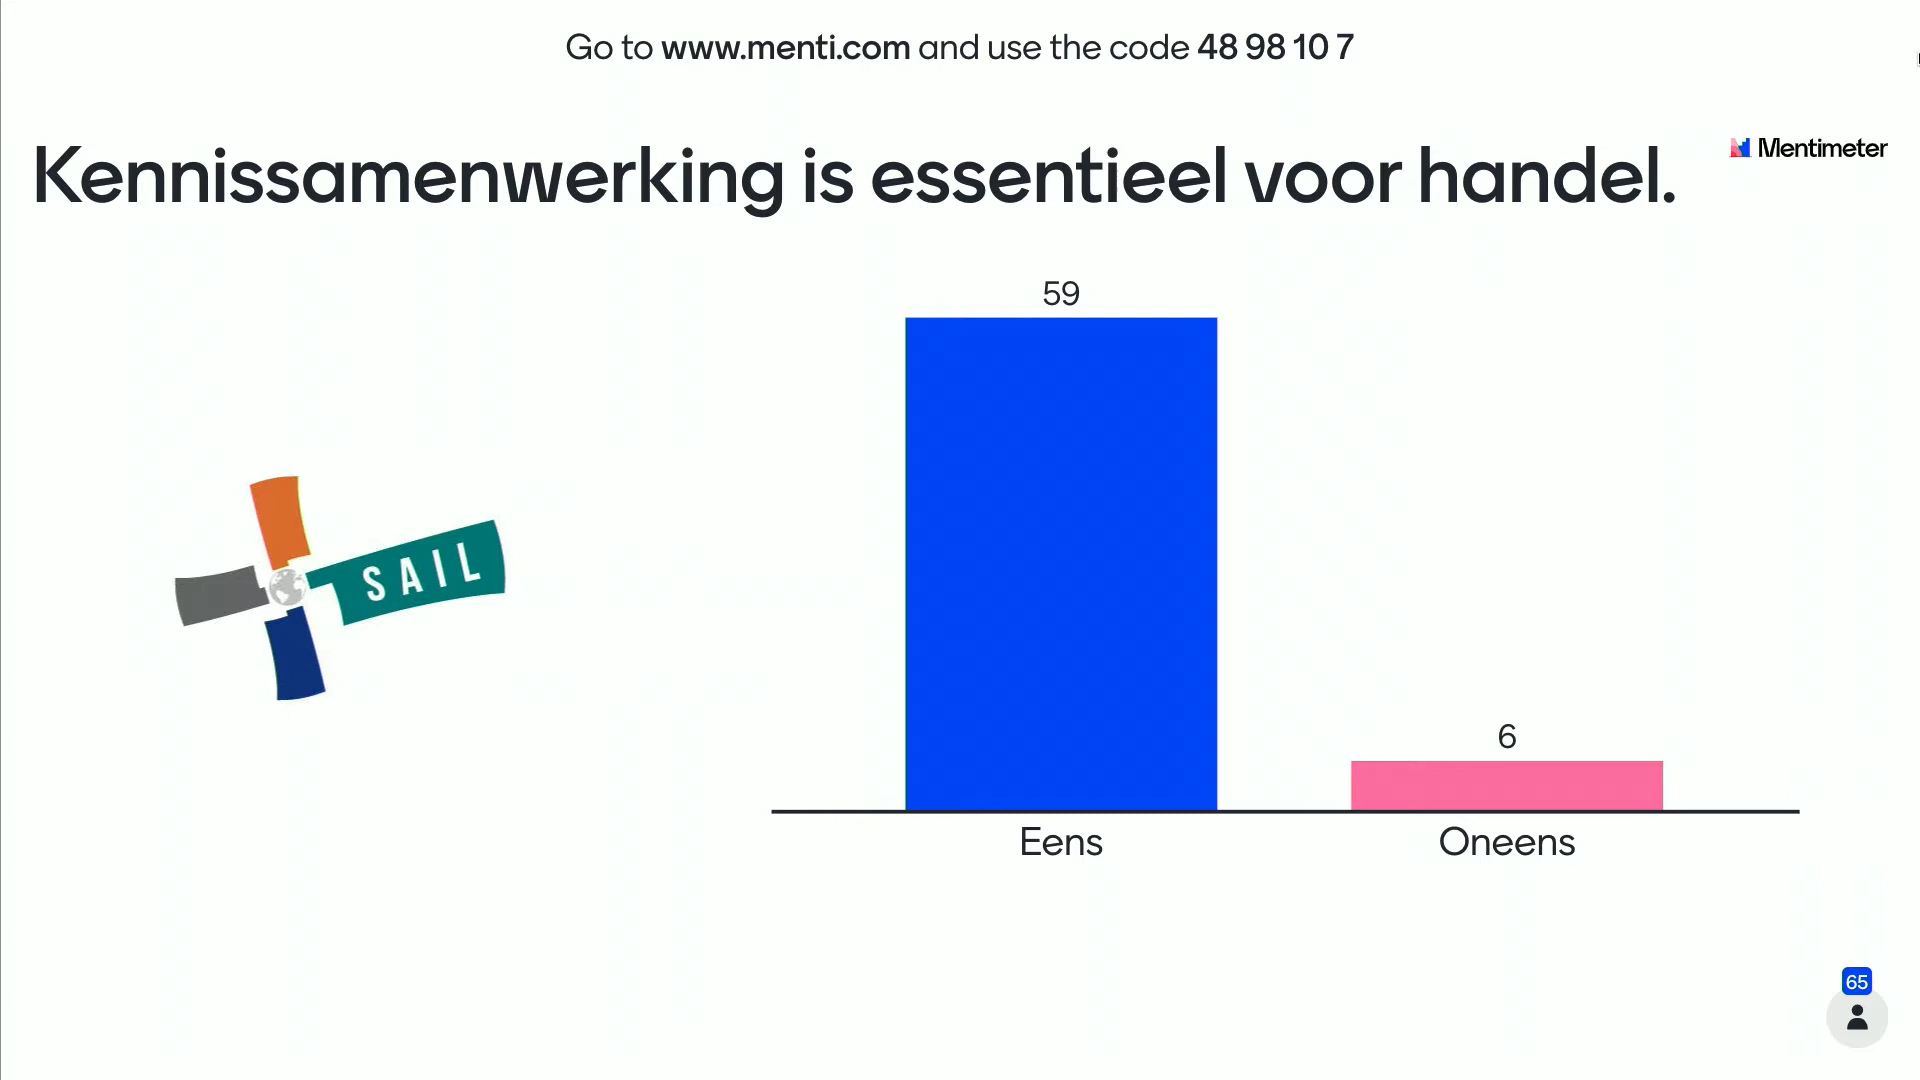 Go to www.menti.com and use the code 48 98 10 7
Kennissamenwerking is essentieel voor handel.
Mentimeter
59
SAIL
6
Eens
Oneens
65